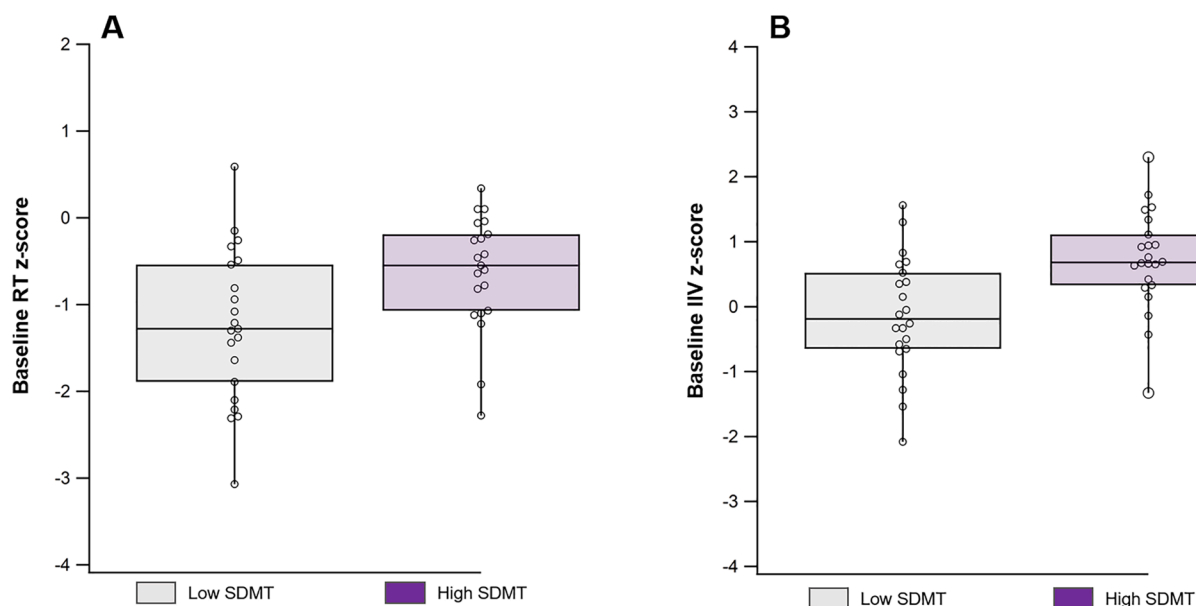 A
2
1
0
-1
-2
-3
-4
Baseline RT z-score
Low SDMT
High SDMT
B
4
3
2
1
0
-1
-2
-3
-4
Baseline IIV z-score
Low SDMT
High SDMT